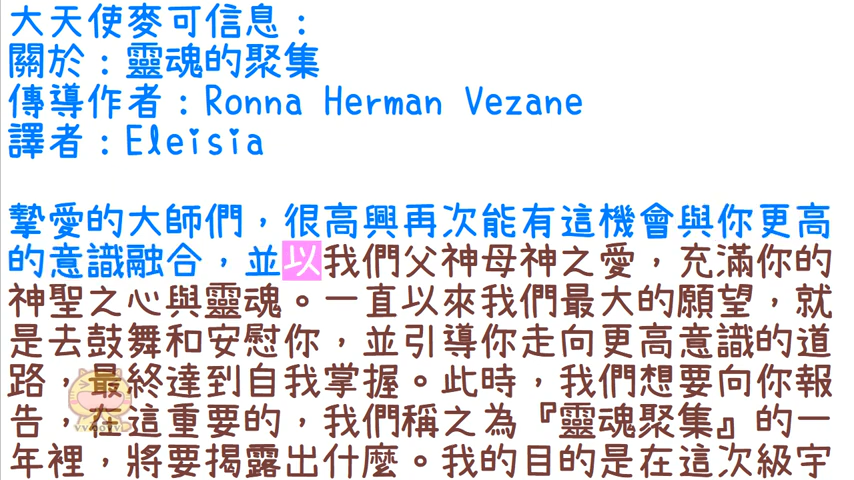 大天使麥可信息：
關於：靈魂的聚集
傳導作者：Ronna Herman Vezane
譯者：Eleisia
摯愛的大師們，很高興再次能有這機會與你更高
的意識融合，並以我們父神母神之愛，充滿你的
神聖之心與靈魂。一直以來我們最大的願望，就
是去鼓舞和安慰你，並引導你走向更高意識的道
路，最終達到自我掌握。此時，我們想要向你報
告，在這重要的，我們稱之為『靈魂聚集』的一
年裡，將要揭露出什麼。我的目的是在這次級宇